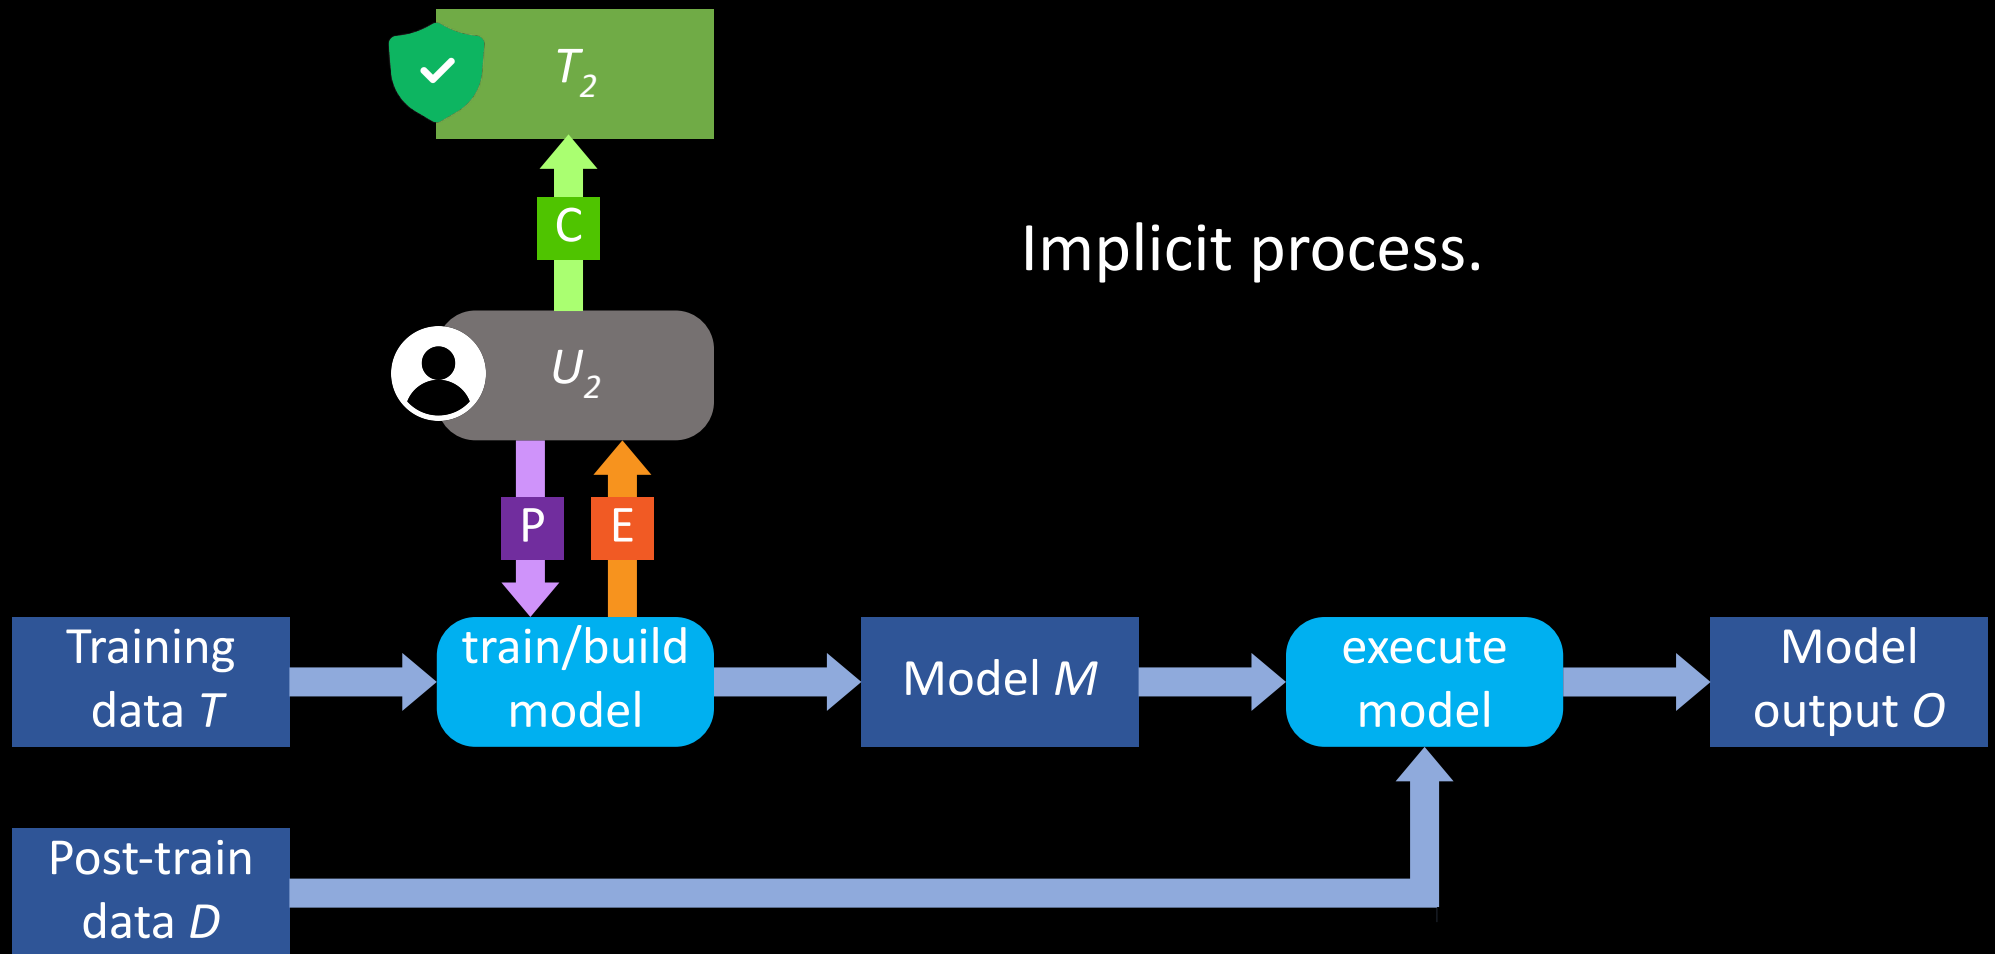 T2
C
Implicit process.
U2
P
E
Training
data T
train/build
model
Model M
execute
model
Model
output O
Post-train
data D